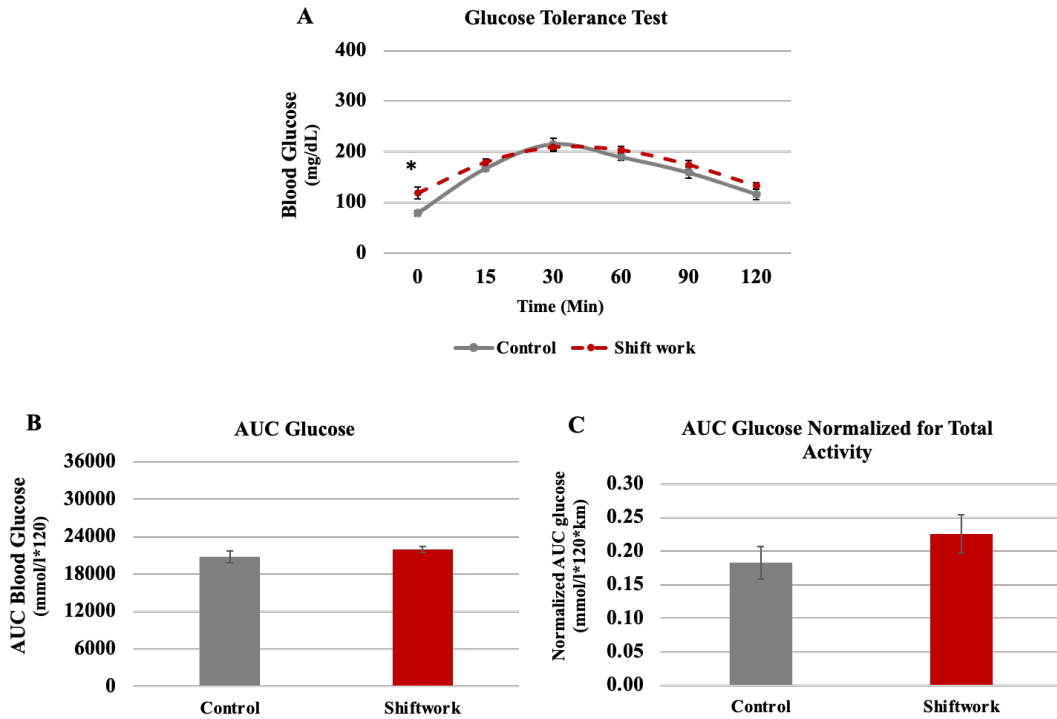 A
Glucose Tolerance Test
Blood Glucose
(mg/dL)
400
300
200
100
0
*
0 15 30 60 90 120
Time (Min)
Control Shift work
B
AUC Glucose
AUC Blood Glucose
(mmol/l*120)
36000
30000
24000
18000
12000
6000
0
Control Shiftwork
C
AUC Glucose Normalized for Total
Activity
Normalized AUC glucose
(mmol/l*120*km)
0.30
0.25
0.20
0.15
0.10
0.05
0.00
Control Shiftwork